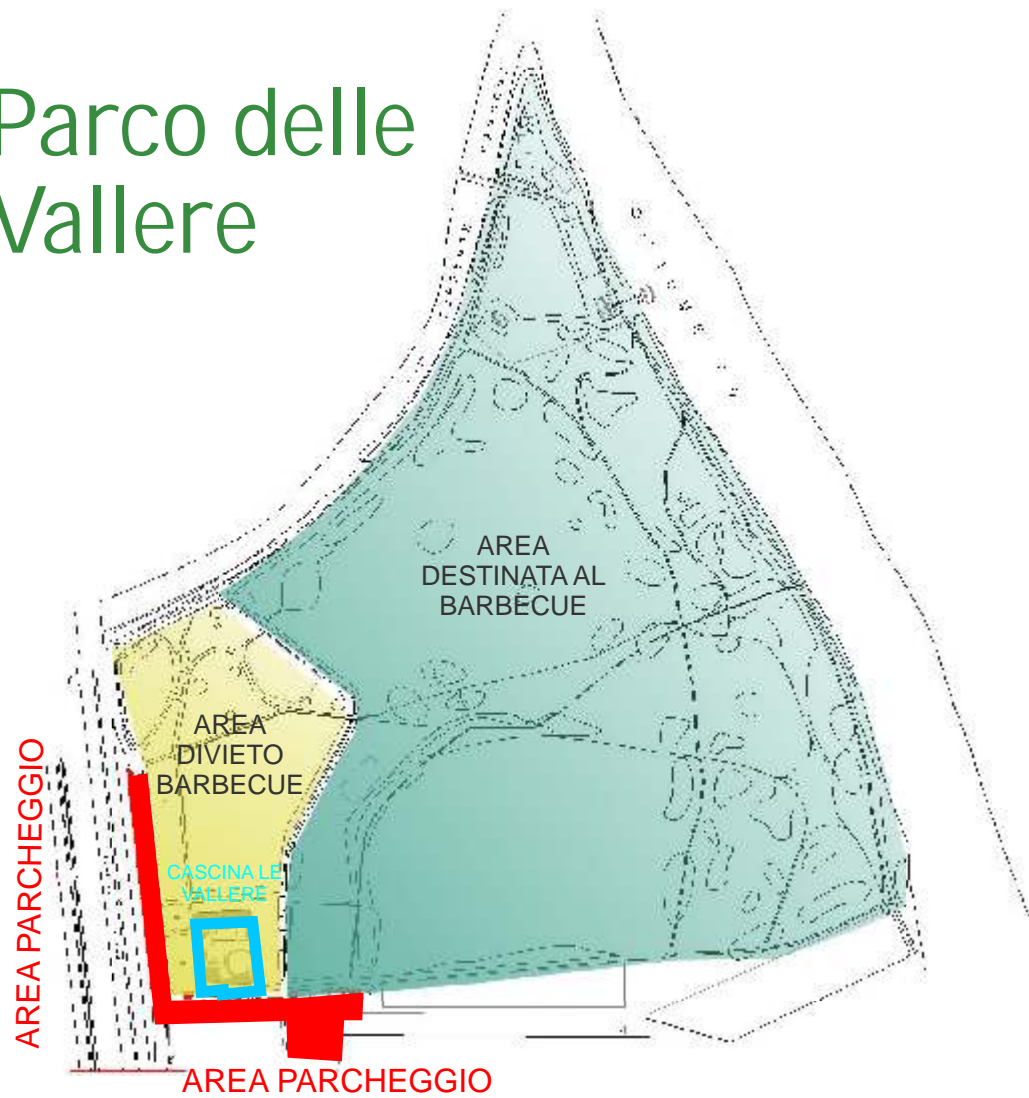 Parco delle
Vallere
AREA
DESTINATA AL
BARBECUE
AREA
DIVIETO
BARBECUE
CASCINA LE
VALLERE
AREA PARCHEGGIO
AREA PARCHEGGIO